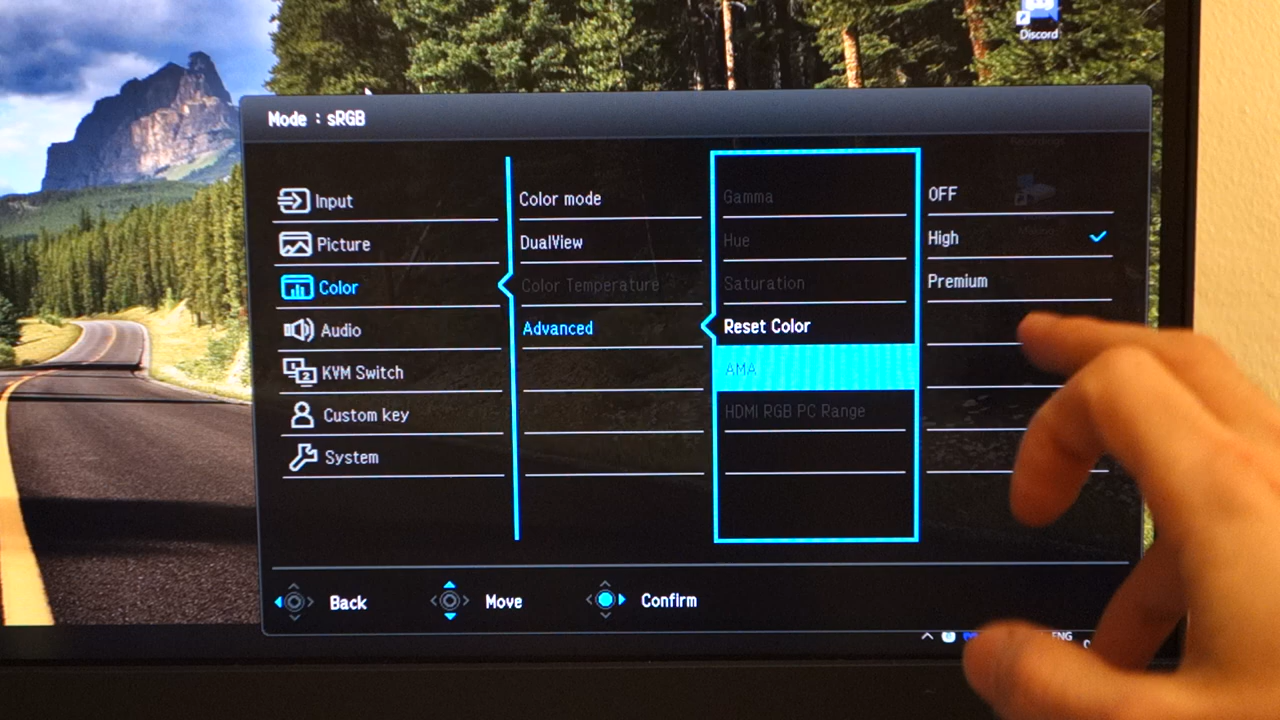 Discord
Mode : sRGB
Input
Picture
Color
Audio
KVM Switch
Custom key
System
Color mode
DualView
Color Temperature
Advanced
Gamma
Hue
Saturation
Reset Color
AMA
HDMI RGB PC Range
OFF
High
Premium
Back
Move
Confirm
ENG